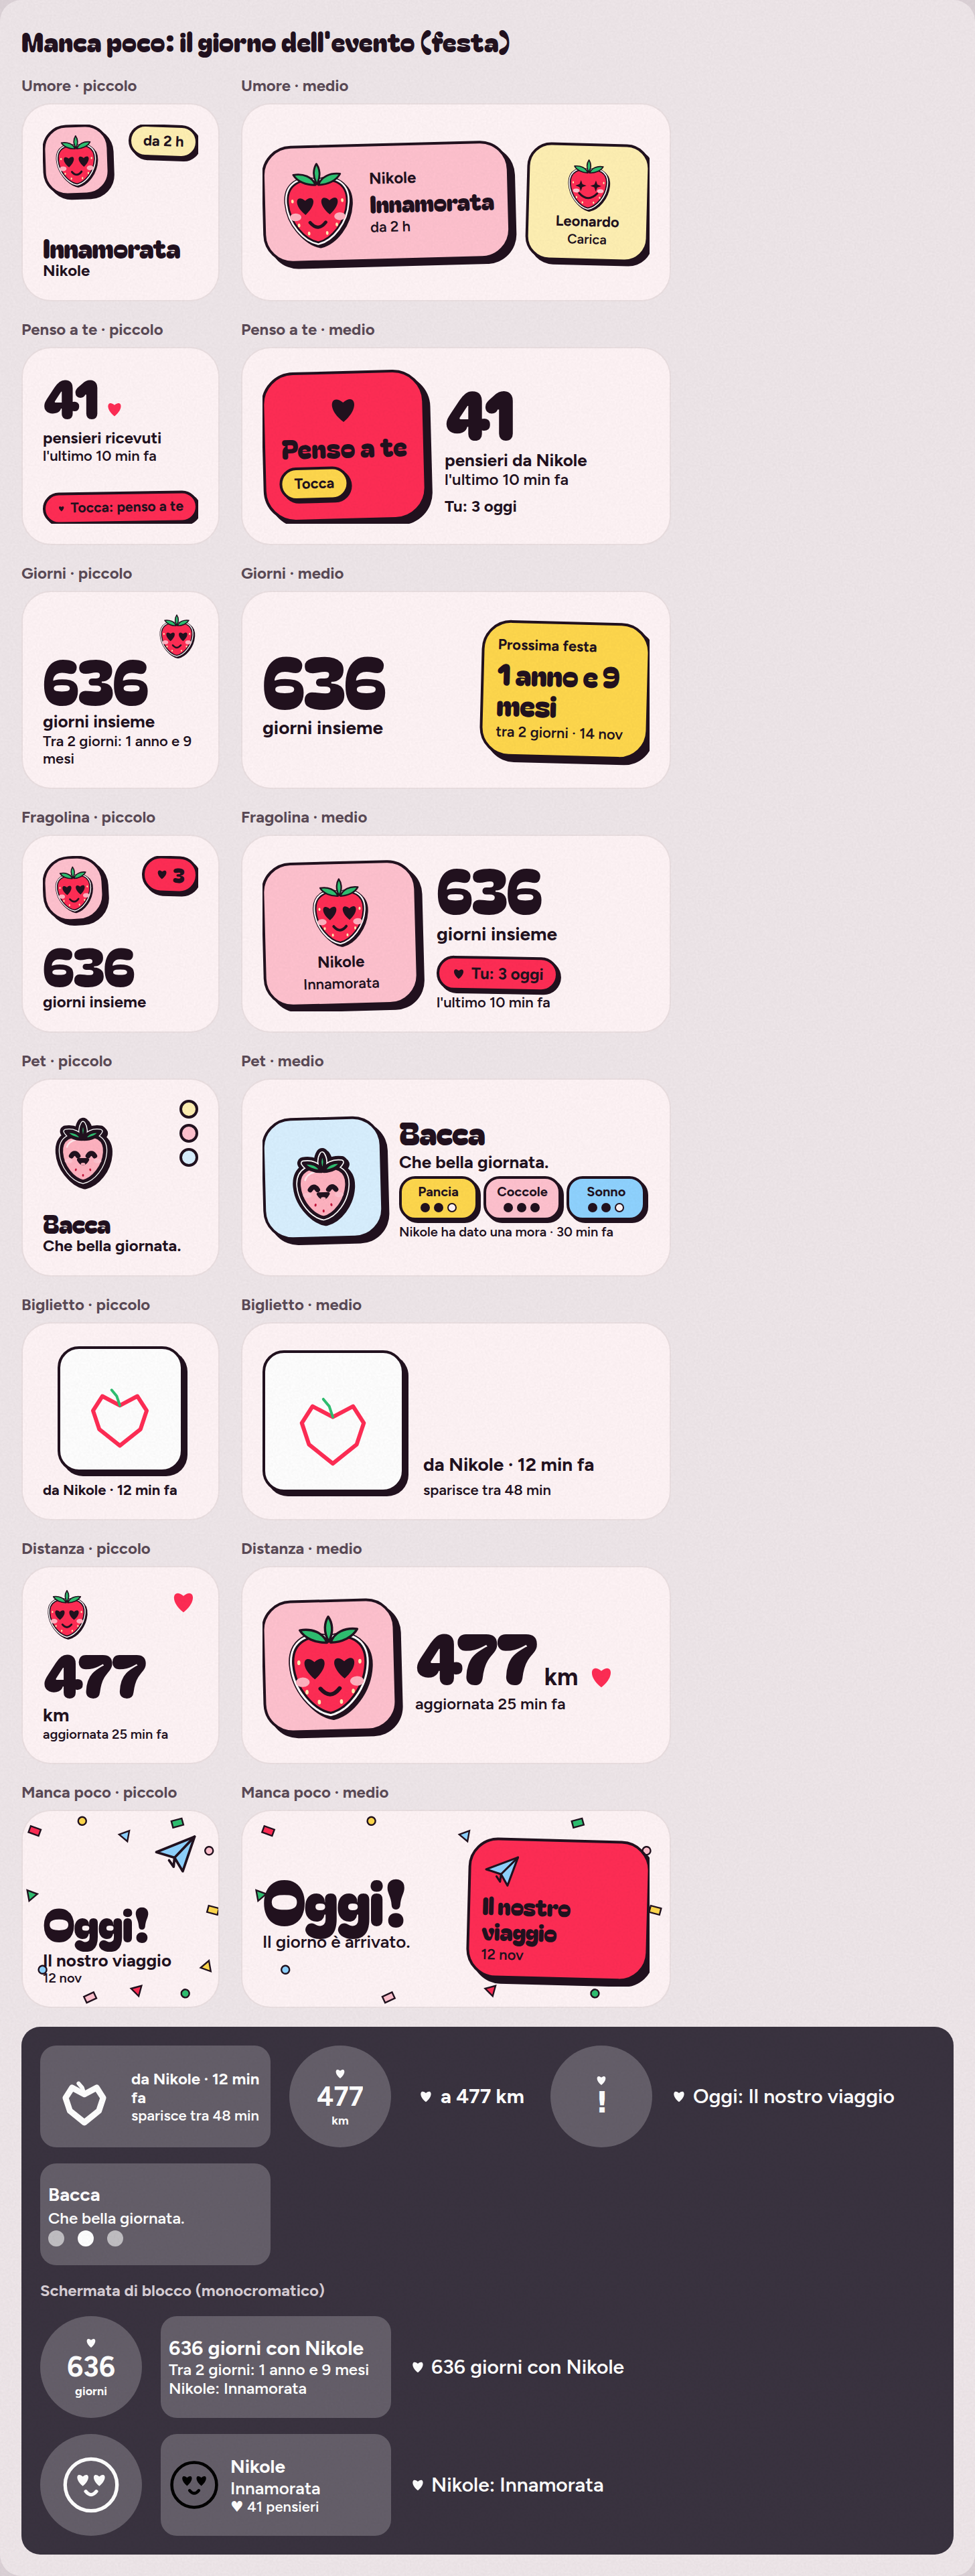 Manca poco: il giorno dell'evento (festa)
Umore · piccolo
Umore · medio
da 2 h
Innamorata
Nikole
Nikole
Innamorata
da 2 h
Leonardo
Carica
Penso a te · piccolo
Penso a te · medio
41
pensieri ricevuti
l'ultimo 10 min fa
Tocca: penso a te
Penso a te
Tocca
41
pensieri da Nikole
l'ultimo 10 min fa
Tu: 3 oggi
Giorni · piccolo
Giorni · medio
636
giorni insieme
Tra 2 giorni: 1 anno e 9
mesi
636
giorni insieme
Prossima festa
1 anno e 9
mesi
tra 2 giorni · 14 nov
Fragolina · piccolo
Fragolina · medio
3
636
giorni insieme
Nikole
Innamorata
636
giorni insieme
Tu: 3 oggi
l'ultimo 10 min fa
Pet · piccolo
Pet · medio
Bacca
Che bella giornata.
Bacca
Che bella giornata.
Pancia
Coccole
Sonno
Nikole ha dato una mora · 30 min fa
Biglietto · piccolo
Biglietto · medio
da Nikole · 12 min fa
da Nikole · 12 min fa
sparisce tra 48 min
Distanza · piccolo
Distanza · medio
477
km
aggiornata 25 min fa
477 km
aggiornata 25 min fa
Manca poco · piccolo
Manca poco · medio
Oggi!
Il nostro viaggio
12 nov
Oggi!
Il giorno è arrivato.
Il nostro
viaggio
12 nov
da Nikole · 12 min
fa
sparisce tra 48 min
477
km
a 477 km
!
Oggi: Il nostro viaggio
Bacca
Che bella giornata.
Schermata di blocco (monocromatico)
636
giorni
636 giorni con Nikole
Tra 2 giorni: 1 anno e 9 mesi
Nikole: Innamorata
636 giorni con Nikole
Nikole
Innamorata
♥ 41 pensieri
Nikole: Innamorata